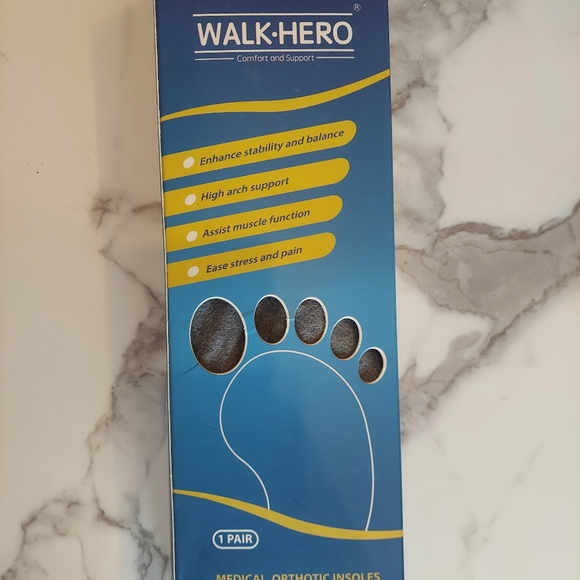 WALK·HERO®
Comfort and Support
Enhance stability and balance
High arch support
Assist muscle function
Ease stress and pain
1 PAIR
MEDICAL ORTHOTIC INSOLES